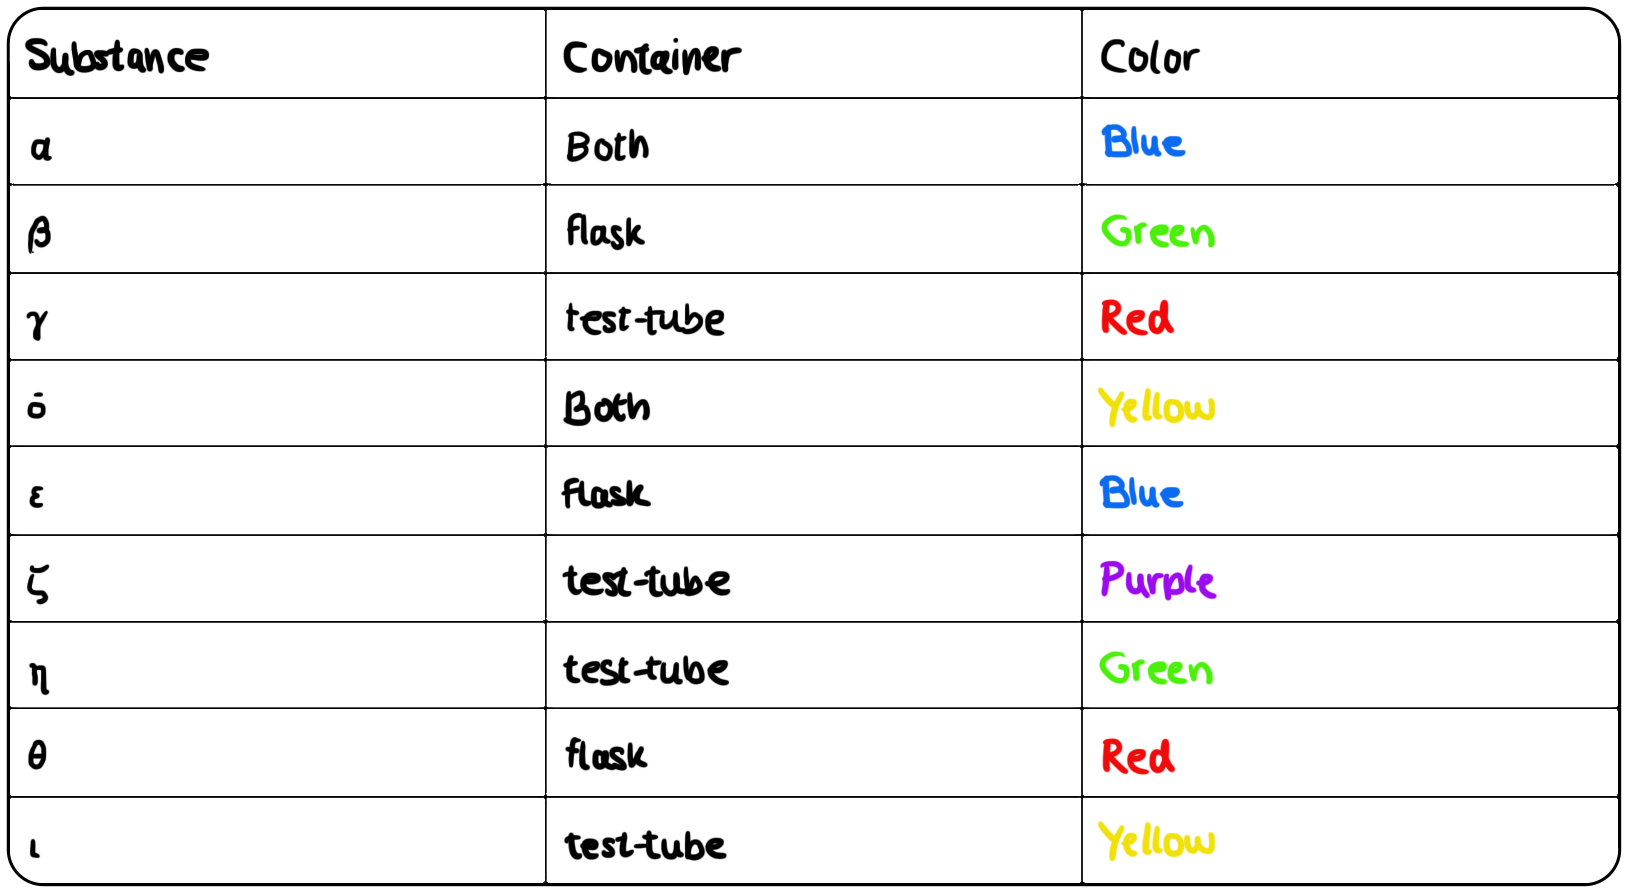 Substance Container Color
α Both Blue
β flask Green
γ test-tube Red
ȯ Both Yellow
ε flask Blue
ζ test-tube Purple
η test-tube Green
θ flask Red
ι test-tube Yellow